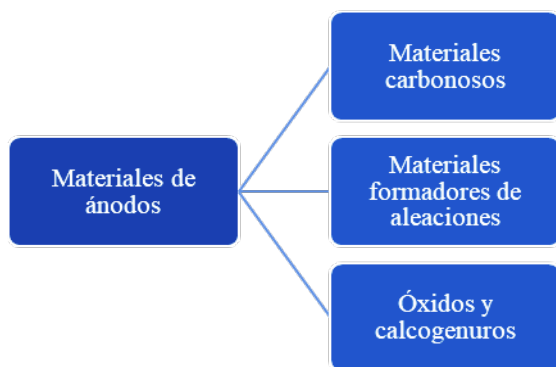 Materiales de
ánodos
Materiales
carbonosos
Materiales
formadores de
aleaciones
Óxidos y
calcogenuros